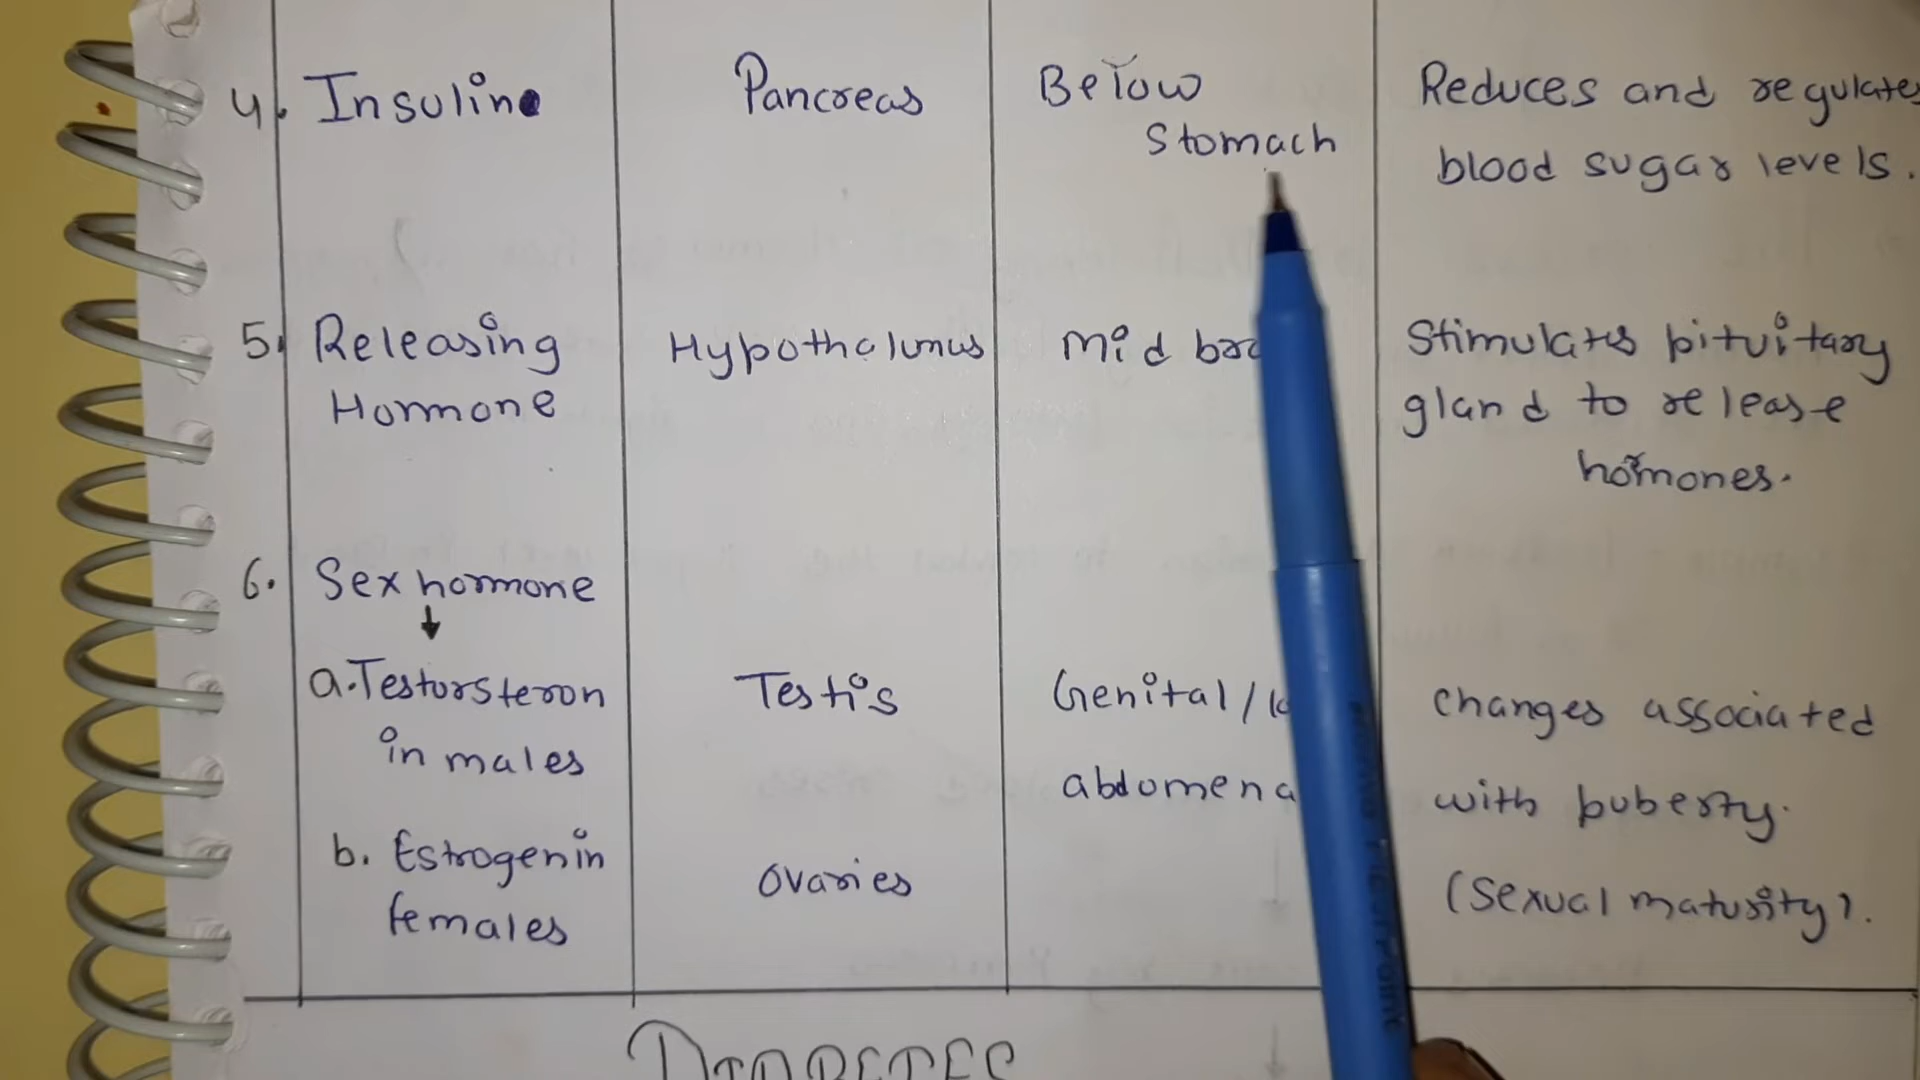 4. Insulin
Pancreas
Below
Stomach
Reduces and regulates
blood sugar levels.
5. Releasing
Hormone
Hypothalumus
Mid
Stimulates pituitary
gland to release
hormones.
6. Sex hormone
↓
a. Testorsteron
in males
Testis
Genital/
abdomen
changes associated
with puberty.
(Sexual maturity).
b. Estrogen in
females
ovaries
DIABETES